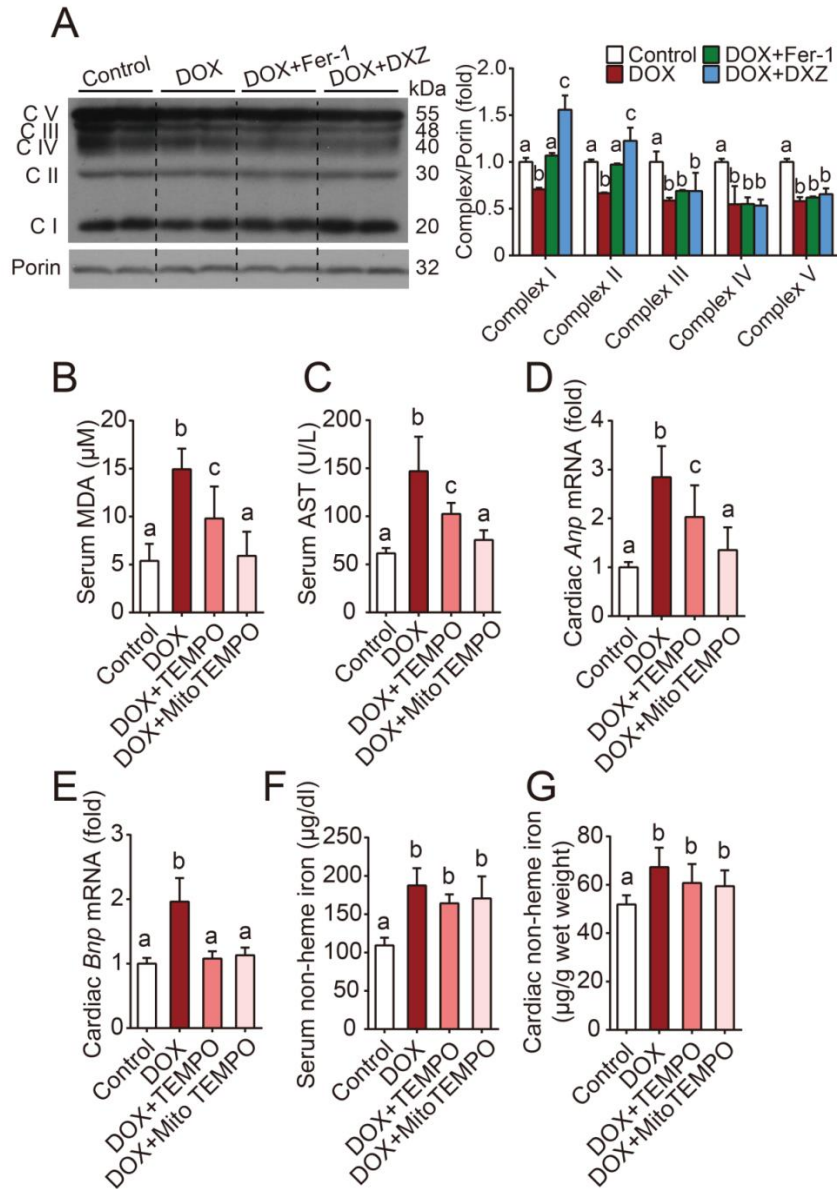 A
Control DOX DOX+Fer-1 DOX+DXZ kDa
C V 55
C III 48
C IV 40
C II 30
C I 20
Porin 32
Control DOX+Fer-1
DOX DOX+DXZ
Complex/Porin (fold)
2.0
1.5
1.0
0.5
0
a b a c
a b a c
a b b b
a b b b
a b b b
Complex I Complex II Complex III Complex IV Complex V
B
Serum MDA (μM)
20
15
10
5
0
a b c a
Control DOX DOX+TEMPO DOX+MitoTEMPO
C
Serum AST (U/L)
200
150
100
50
0
a b c a
Control DOX DOX+TEMPO DOX+MitoTEMPO
D
Cardiac Anp mRNA (fold)
4
3
2
1
0
a b c a
Control DOX DOX+TEMPO DOX+MitoTEMPO
E
Cardiac Bnp mRNA (fold)
3
2
1
0
a b a a
Control DOX DOX+TEMPO DOX+Mito TEMPO
F
Serum non-heme iron (μg/dl)
250
200
150
100
50
0
a b b b
Control DOX DOX+TEMPO DOX+MitoTEMPO
G
Cardiac non-heme iron
(μg/g wet weight)
80
60
40
20
0
a b b b
Control DOX DOX+TEMPO DOX+MitoTEMPO